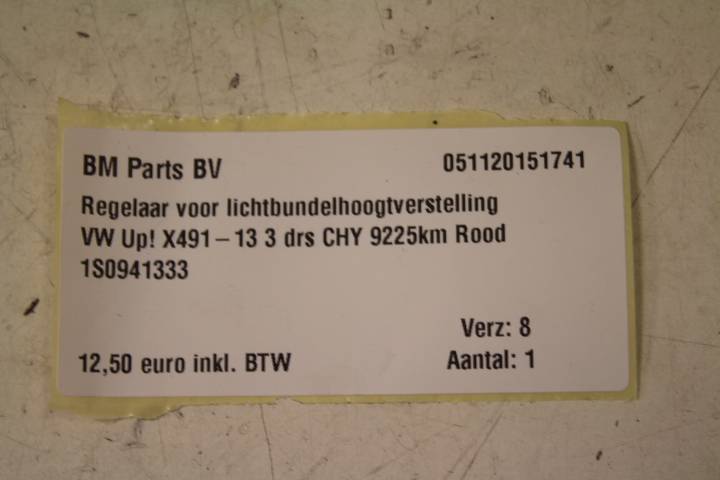 BM Parts BV 051120151741
Regelaar voor lichtbundelhoogtverstelling
VW Up! X491 – 13 3 drs CHY 9225km Rood
1S0941333
Verz: 8
12,50 euro inkl. BTW Aantal: 1